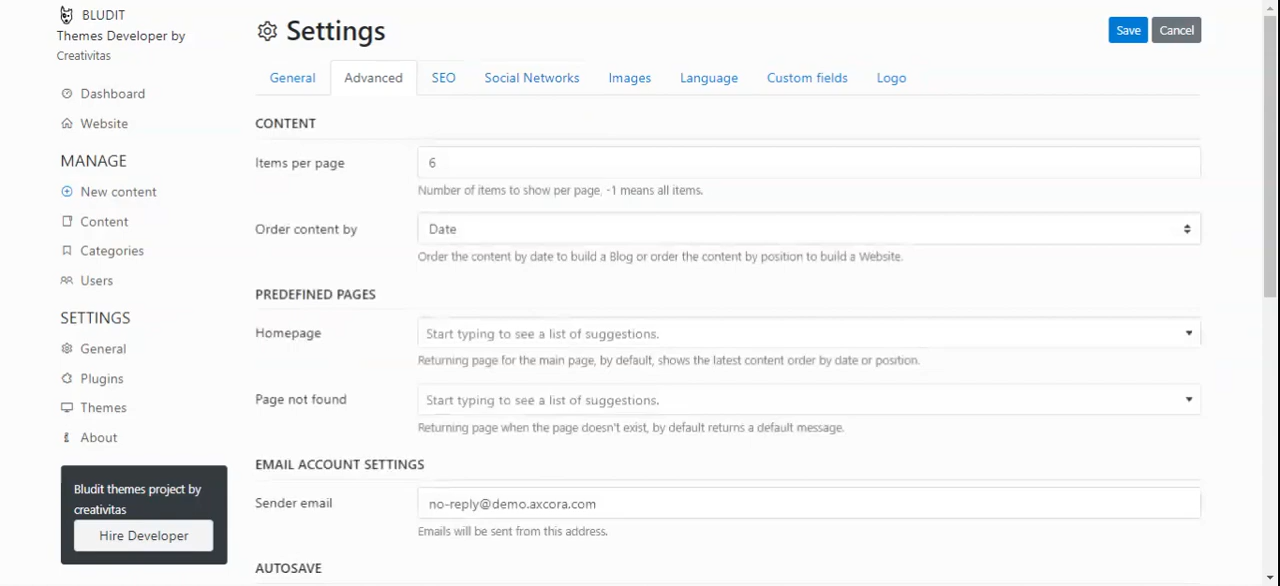 BLUDIT
Themes Developer by
Creativitas
Dashboard
Website
MANAGE
New content
Content
Categories
Users
SETTINGS
General
Plugins
Themes
About
Bludit themes project by
creativitas
Hire Developer
Settings
Save Cancel
General Advanced SEO Social Networks Images Language Custom fields Logo
CONTENT
Items per page 6
Number of items to show per page, -1 means all items.
Order content by Date
Order the content by date to build a Blog or order the content by position to build a Website.
PREDEFINED PAGES
Homepage Start typing to see a list of suggestions.
Returning page for the main page, by default, shows the latest content order by date or position.
Page not found Start typing to see a list of suggestions.
Returning page when the page doesn't exist, by default returns a default message.
EMAIL ACCOUNT SETTINGS
Sender email no-reply@demo.axcora.com
Emails will be sent from this address.
AUTOSAVE